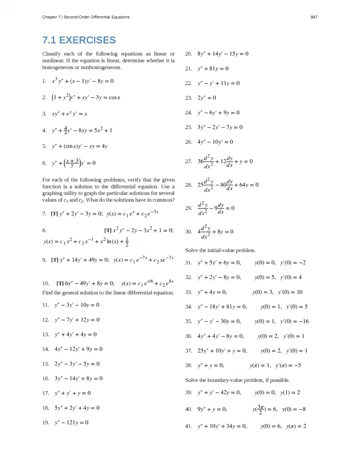 Chapter 7 | Second-Order Differential Equations
847
7.1 EXERCISES
Classify each of the following equations as linear or
nonlinear. If the equation is linear, determine whether it is
homogeneous or nonhomogeneous.
1. x³y″ + (x − 1)y′ − 8y = 0
2. (1 + y²)y″ + xy′ − 3y = cos x
3. xy″ + e^y y′ = x
4. y″ + 4/x y′ − 8xy = 5x² + 1
5. y″ + (sin x)y′ − xy = 4y
6. y″ + ((x + 3)/y)y′ = 0
For each of the following problems, verify that the given
function is a solution to the differential equation. Use a
graphing utility to graph the particular solutions for several
values of c₁ and c₂. What do the solutions have in common?
7. [T] y″ + 2y′ − 3y = 0; y(x) = c₁e^x + c₂e^−3x
8. [T] x²y″ − 2y − 3x² + 1 = 0;
y(x) = c₁x² + c₂x^−1 + x² ln(x) + 1/2
9. [T] y″ + 14y′ + 49y = 0; y(x) = c₁e^−7x + c₂xe^−7x
10. [T] 6y″ − 49y′ + 8y = 0; y(x) = c₁e^x/6 + c₂e^8x
Find the general solution to the linear differential equation.
11. y″ − 3y′ − 10y = 0
12. y″ − 7y′ + 12y = 0
13. y″ + 4y′ + 4y = 0
14. 4y″ − 12y′ + 9y = 0
15. 2y″ − 3y′ − 5y = 0
16. 3y″ − 14y′ + 8y = 0
17. y″ + y′ + y = 0
18. 5y″ + 2y′ + 4y = 0
19. y″ − 121y = 0
20. 8y″ + 14y′ − 15y = 0
21. y″ + 81y = 0
22. y″ − y′ + 11y = 0
23. 2y″ = 0
24. y″ − 6y′ + 9y = 0
25. 3y″ − 2y′ − 7y = 0
26. 4y″ − 10y′ = 0
27. 36 d²y/dx² + 12 dy/dx + y = 0
28. 25 d²y/dx² − 80 dy/dx + 64y = 0
29. d²y/dx² − 9 dy/dx = 0
30. 4 d²y/dx² + 8y = 0
Solve the initial-value problem.
31. y″ + 5y′ + 6y = 0, y(0) = 0, y′(0) = −2
32. y″ + 2y′ − 8y = 0, y(0) = 5, y′(0) = 4
33. y″ + 4y = 0, y(0) = 3, y′(0) = 10
34. y″ − 18y′ + 81y = 0, y(0) = 1, y′(0) = 5
35. y″ − y′ − 30y = 0, y(0) = 1, y′(0) = −16
36. 4y″ + 4y′ − 8y = 0, y(0) = 2, y′(0) = 1
37. 25y″ + 10y′ + y = 0, y(0) = 2, y′(0) = 1
38. y″ + y = 0, y(π) = 1, y′(π) = −5
Solve the boundary-value problem, if possible.
39. y″ + y′ − 42y = 0, y(0) = 0, y(1) = 2
40. 9y″ + y = 0, y(3π/2) = 6, y(0) = −8
41. y″ + 10y′ + 34y = 0, y(0) = 6, y(π) = 2